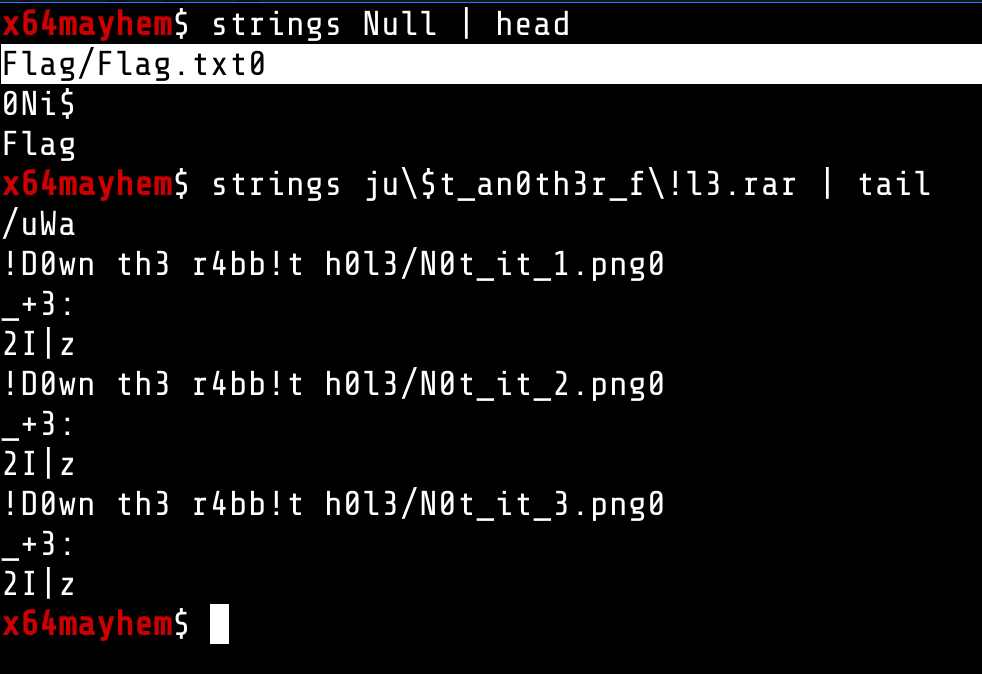 x64mayhem$ strings Null | head
Flag/Flag.txt0
0Ni$
Flag
x64mayhem$ strings ju\$t_an0th3r_f\!l3.rar | tail
/uWa
!D0wn th3 r4bb!t h0l3/N0t_it_1.png0
_+3:
2I|z
!D0wn th3 r4bb!t h0l3/N0t_it_2.png0
_+3:
2I|z
!D0wn th3 r4bb!t h0l3/N0t_it_3.png0
_+3:
2I|z
x64mayhem$